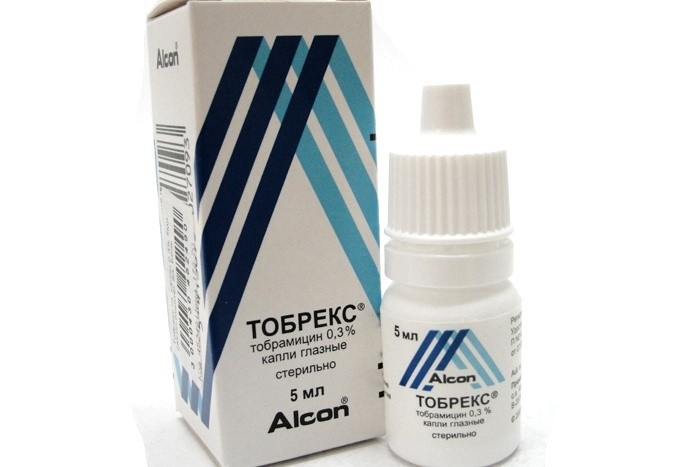 Alcon®
ТОБРЕКС®
тобрамицин 0,3%
капли глазные
стерильно
5 мл
Alcon®
5 мл
Alcon
ТОБРЕКС®
тобрамицин 0,3 %
капли глазные
стерильно